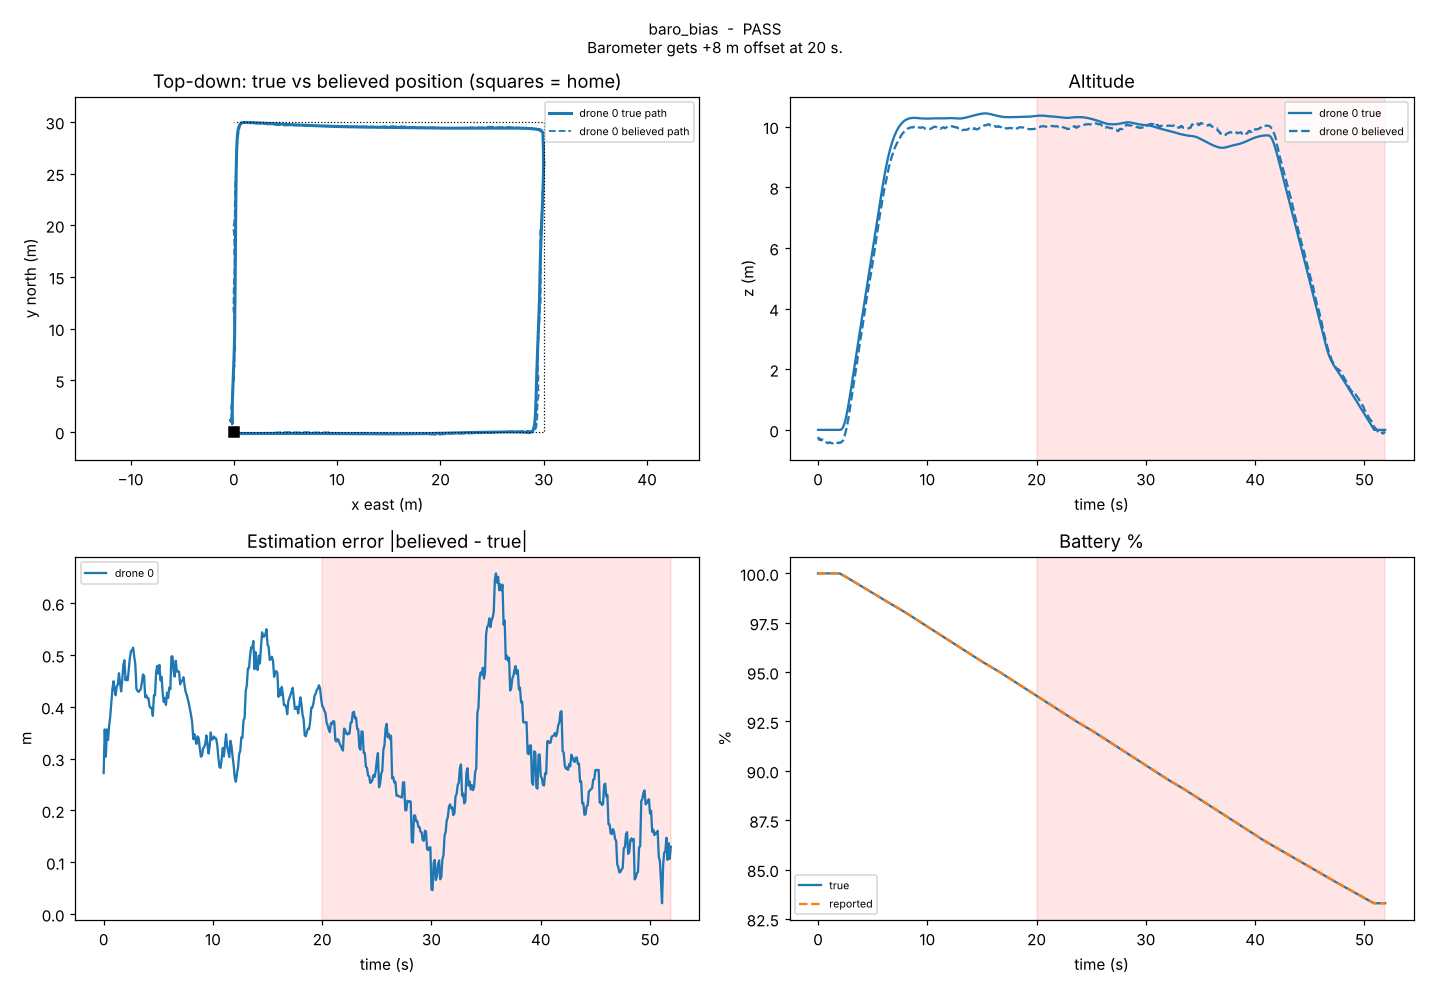 baro_bias  -  PASS
Barometer gets +8 m offset at 20 s.
Top-down: true vs believed position (squares = home)
drone 0 true path
drone 0 believed path
30
25
20
15
10
5
0
y north (m)
−10
0
10
20
30
40
x east (m)
Altitude
drone 0 true
drone 0 believed
10
8
6
4
2
0
z (m)
0
10
20
30
40
50
time (s)
Estimation error |believed - true|
drone 0
0.6
0.5
0.4
0.3
0.2
0.1
0.0
m
0
10
20
30
40
50
time (s)
Battery %
100.0
97.5
95.0
92.5
90.0
87.5
85.0
82.5
%
true
reported
0
10
20
30
40
50
time (s)